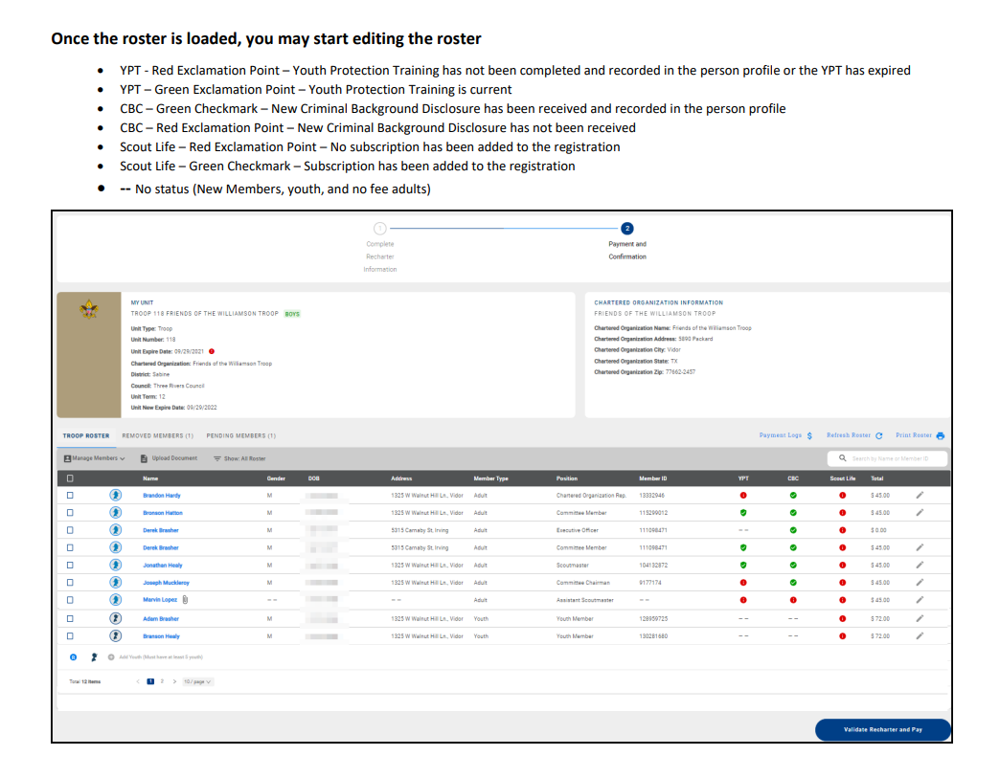 Once the roster is loaded, you may start editing the roster
• YPT - Red Exclamation Point – Youth Protection Training has not been completed and recorded in the person profile or the YPT has expired
• YPT – Green Exclamation Point – Youth Protection Training is current
• CBC – Green Checkmark – New Criminal Background Disclosure has been received and recorded in the person profile
• CBC – Red Exclamation Point – New Criminal Background Disclosure has not been received
• Scout Life – Red Exclamation Point – No subscription has been added to the registration
• Scout Life – Green Checkmark – Subscription has been added to the registration
• -- No status (New Members, youth, and no fee adults)
1 2
Complete Payment and
Recharter Confirmation
Information
MY UNIT
TROOP 118 FRIENDS OF THE WILLIAMSON TROOP BOYS
Unit Type: Troop
Unit Number: 118
Unit Expire Date: 09/29/2021
Chartered Organization: Friends of the Williamson Troop
District: Sabine
Council: Three Rivers Council
Unit Term: 12
Unit New Expire Date: 09/29/2022
CHARTERED ORGANIZATION INFORMATION
FRIENDS OF THE WILLIAMSON TROOP
Chartered Organization Name: Friends of the Williamson Troop
Chartered Organization Address: 5890 Packard
Chartered Organization City: Vidor
Chartered Organization State: TX
Chartered Organization Zip: 77662-2457
TROOP ROSTER REMOVED MEMBERS (1) PENDING MEMBERS (1) Payment Logs $ Refresh Roster Print Roster
Manage Members Upload Document Show: All Roster Search by Name or Member ID
Name Gender DOB Address Member Type Position Member ID YPT CBC Scout Life Total
Brandon Hardy M 1325 W Walnut Hill Ln., Vidor Adult Chartered Organization Rep. 13332946 $ 45.00
Bronson Hatton M 1325 W Walnut Hill Ln., Vidor Adult Committee Member 115299012 $ 45.00
Derek Brasher M 5315 Carnaby St, Irving Adult Executive Officer 111098471 -- $ 0.00
Derek Brasher M 5315 Carnaby St, Irving Adult Committee Member 111098471 $ 45.00
Jonathan Healy M 1325 W Walnut Hill Ln., Vidor Adult Scoutmaster 104132872 $ 45.00
Joseph Muckleroy M 1325 W Walnut Hill Ln., Vidor Adult Committee Chairman 9177174 $ 45.00
Marvin Lopez -- -- Adult Assistant Scoutmaster -- $ 45.00
Adam Brasher M 1325 W Walnut Hill Ln., Vidor Youth Youth Member 128959725 -- -- $ 72.00
Branson Healy M 1325 W Walnut Hill Ln., Vidor Youth Youth Member 130281680 -- -- $ 72.00
Add Youth (Must have at least 5 youth)
Total 12 Items < 1 2 > 10 / page
Validate Recharter and Pay